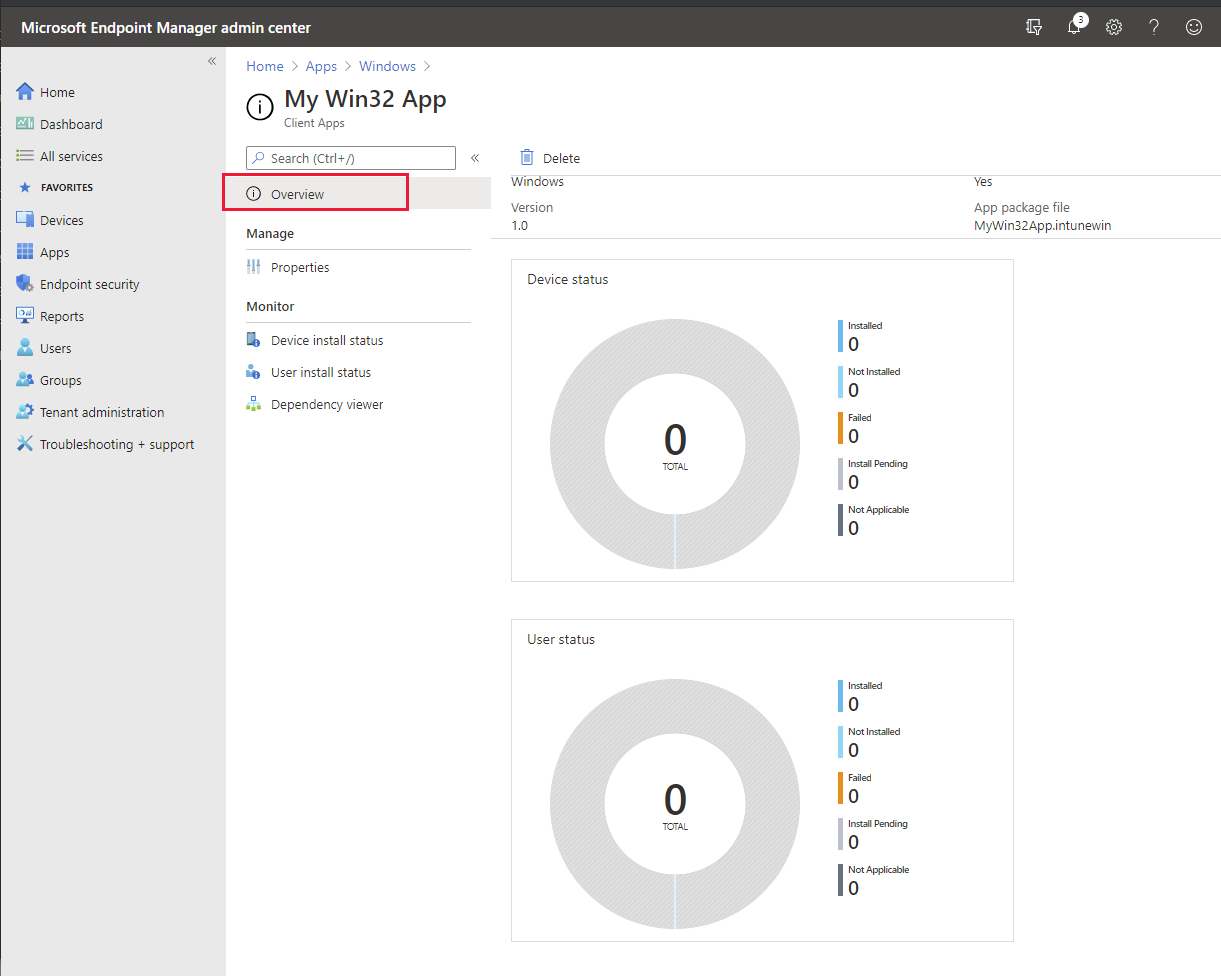 Microsoft Endpoint Manager admin center
3
Home
Dashboard
All services
FAVORITES
Devices
Apps
Endpoint security
Reports
Users
Groups
Tenant administration
Troubleshooting + support
Home > Apps > Windows >
My Win32 App
Client Apps
Search (Ctrl+/)
Overview
Manage
Properties
Monitor
Device install status
User install status
Dependency viewer
Delete
Windows
Yes
Version
App package file
1.0
MyWin32App.intunewin
Device status
0
TOTAL
Installed
0
Not Installed
0
Failed
0
Install Pending
0
Not Applicable
0
User status
0
TOTAL
Installed
0
Not Installed
0
Failed
0
Install Pending
0
Not Applicable
0